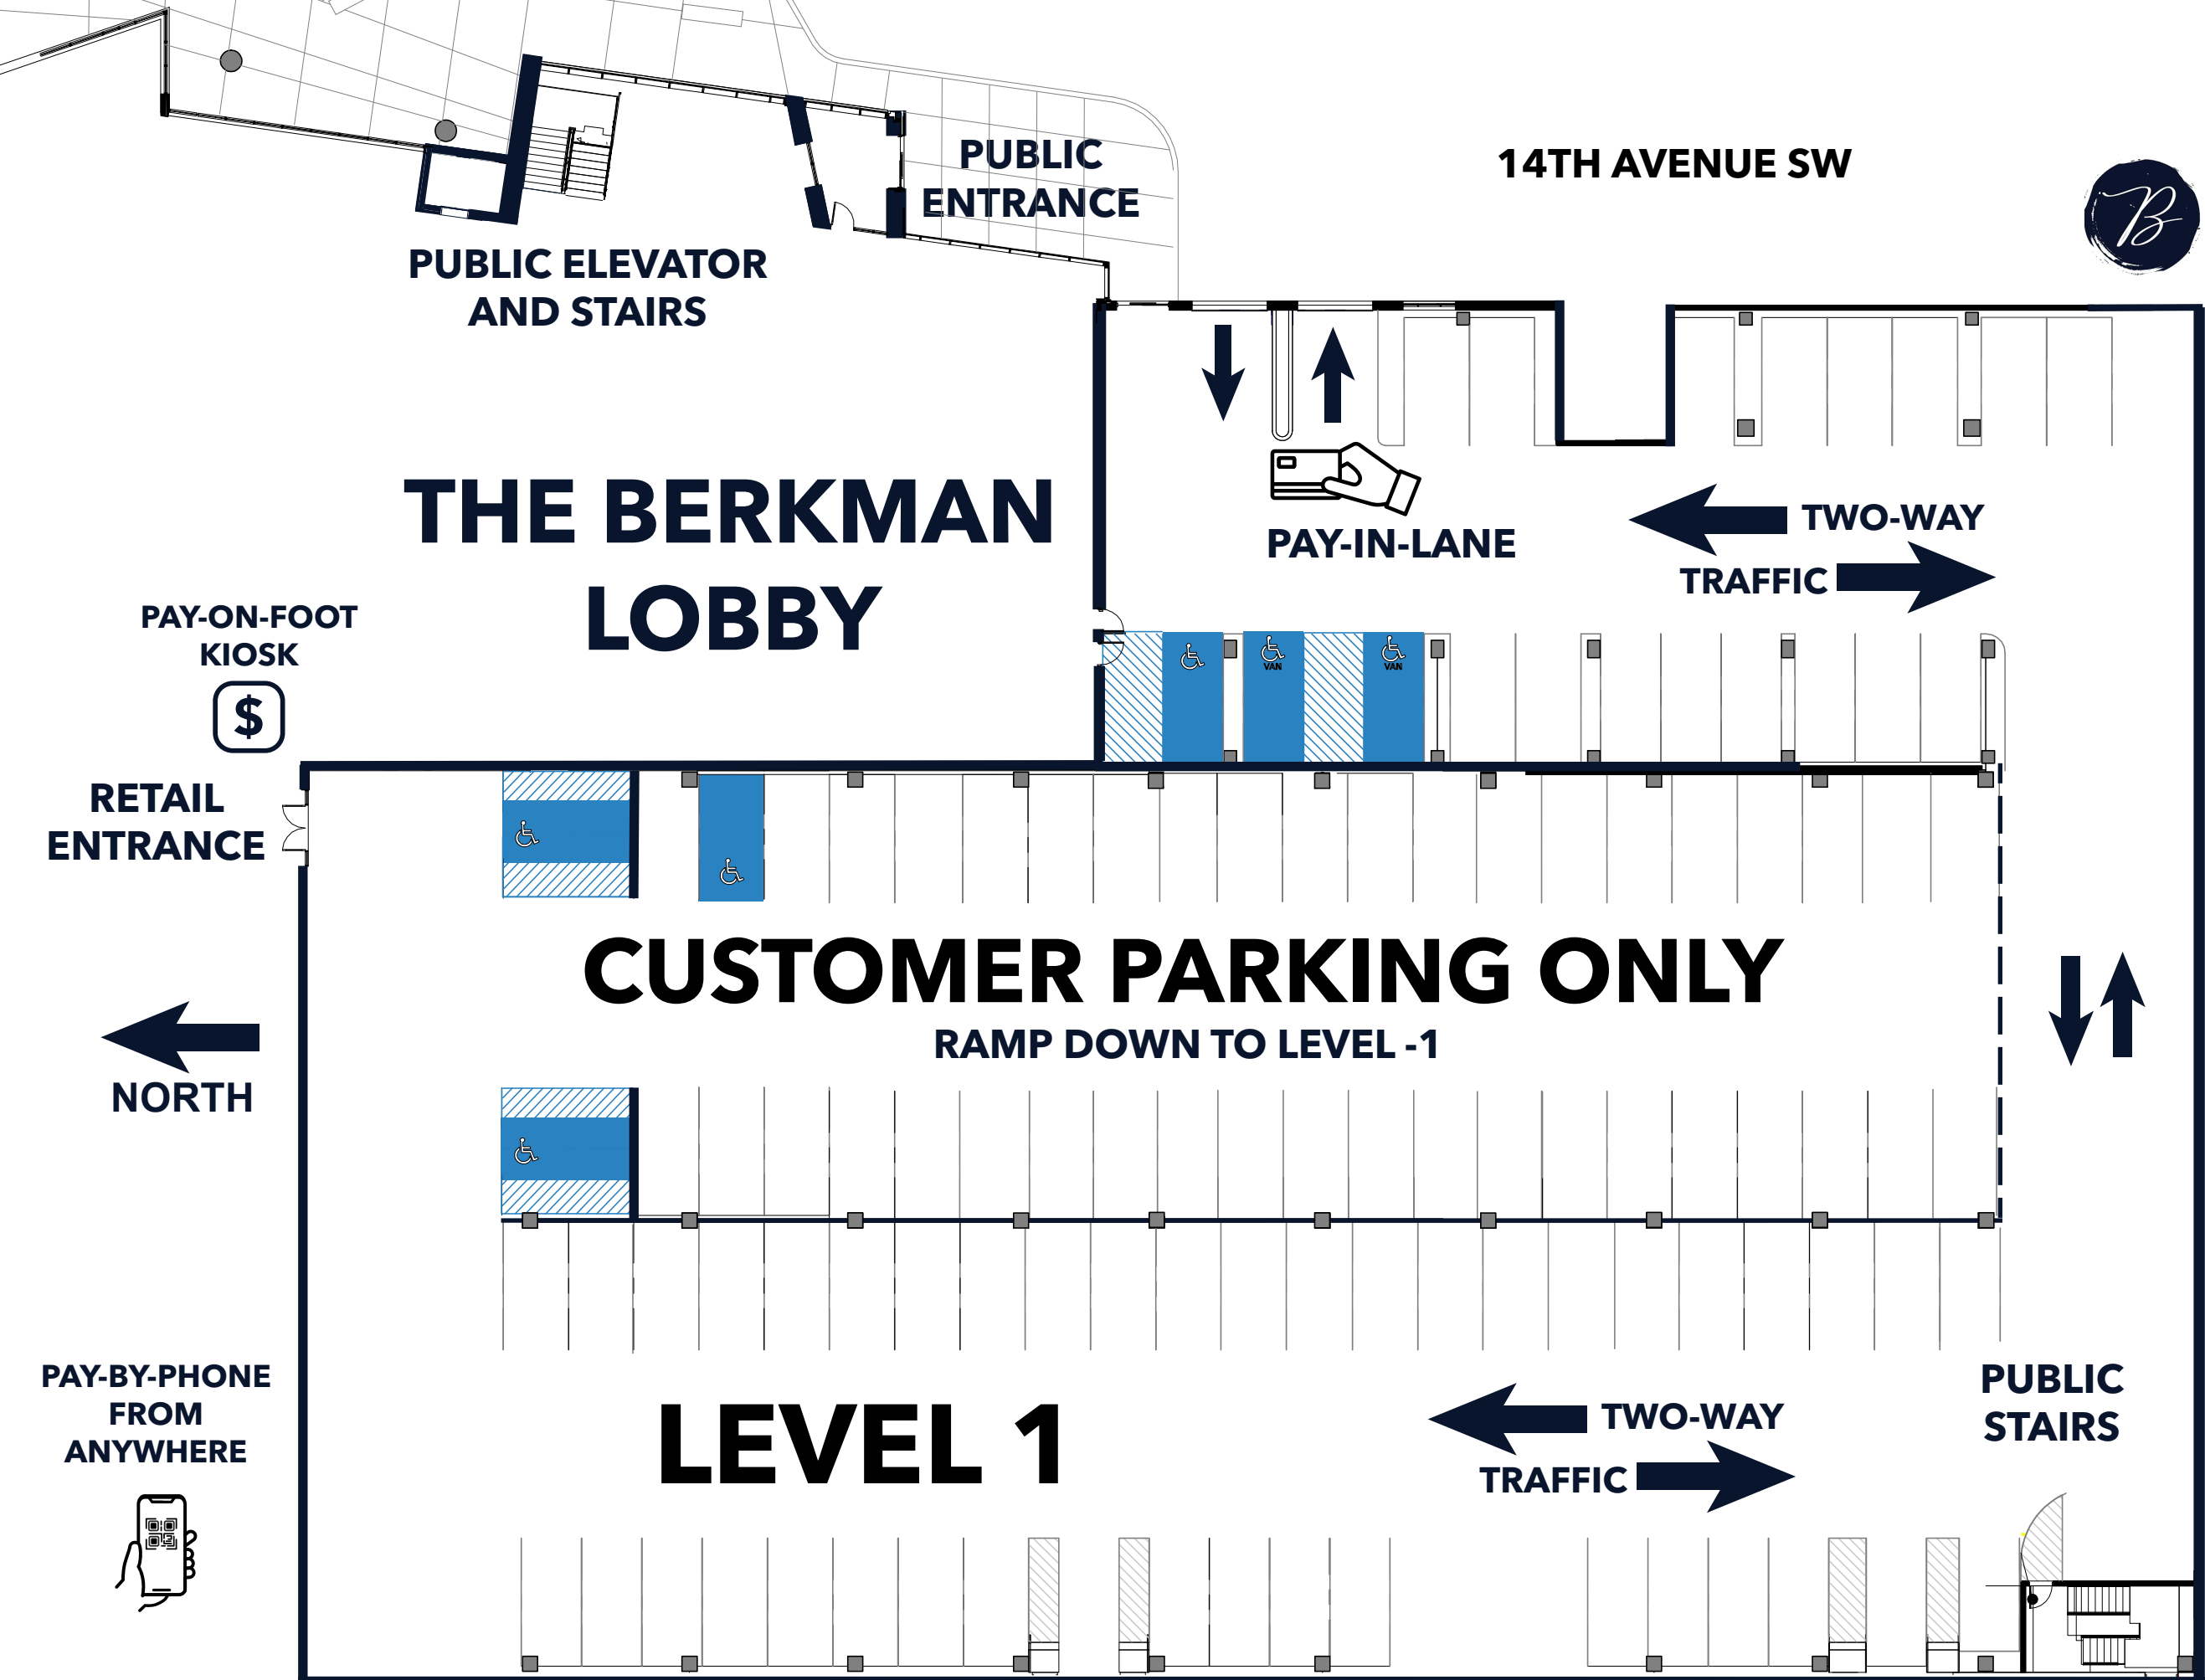 PUBLIC
ENTRANCE
14TH AVENUE SW
B
PUBLIC ELEVATOR
AND STAIRS
THE BERKMAN
LOBBY
PAY-IN-LANE
TWO-WAY
TRAFFIC
PAY-ON-FOOT
KIOSK
$
VAN
VAN
RETAIL
ENTRANCE
CUSTOMER PARKING ONLY
RAMP DOWN TO LEVEL -1
NORTH
PAY-BY-PHONE
FROM
ANYWHERE
LEVEL 1
TWO-WAY
TRAFFIC
PUBLIC
STAIRS